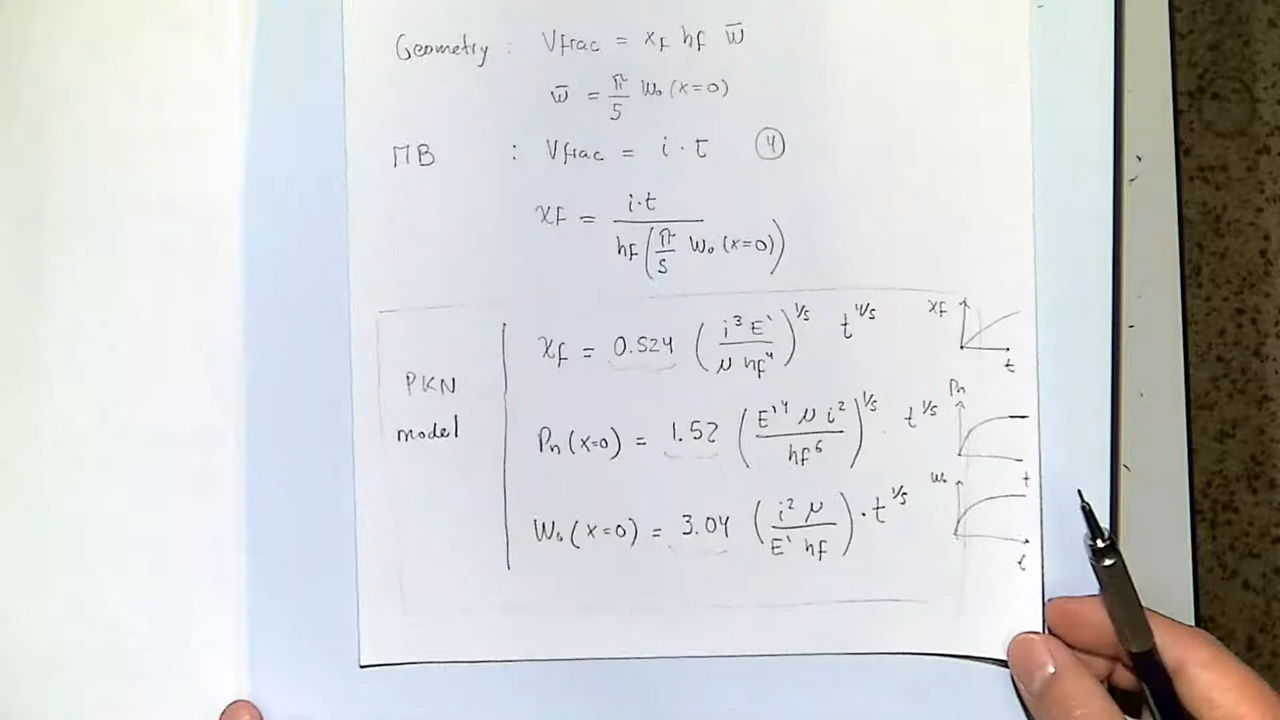 Geometry : Vfrac = xf hf w̅
w̅ = π/5 W₀ (x=0)
MB : Vfrac = i · t ④
xf = i·t / hf (π/5 W₀ (x=0))
xf = 0.524 (i³ E' / μ hf⁴)^1/5 t^4/5
xf
t
PKN
model
Pn (x=0) = 1.52 (E'⁴ μ i² / hf⁶)^1/5 · t^1/5
Pn
t
W₀ (x=0) = 3.04 (i² μ / E' hf) · t^1/5
W₀
t